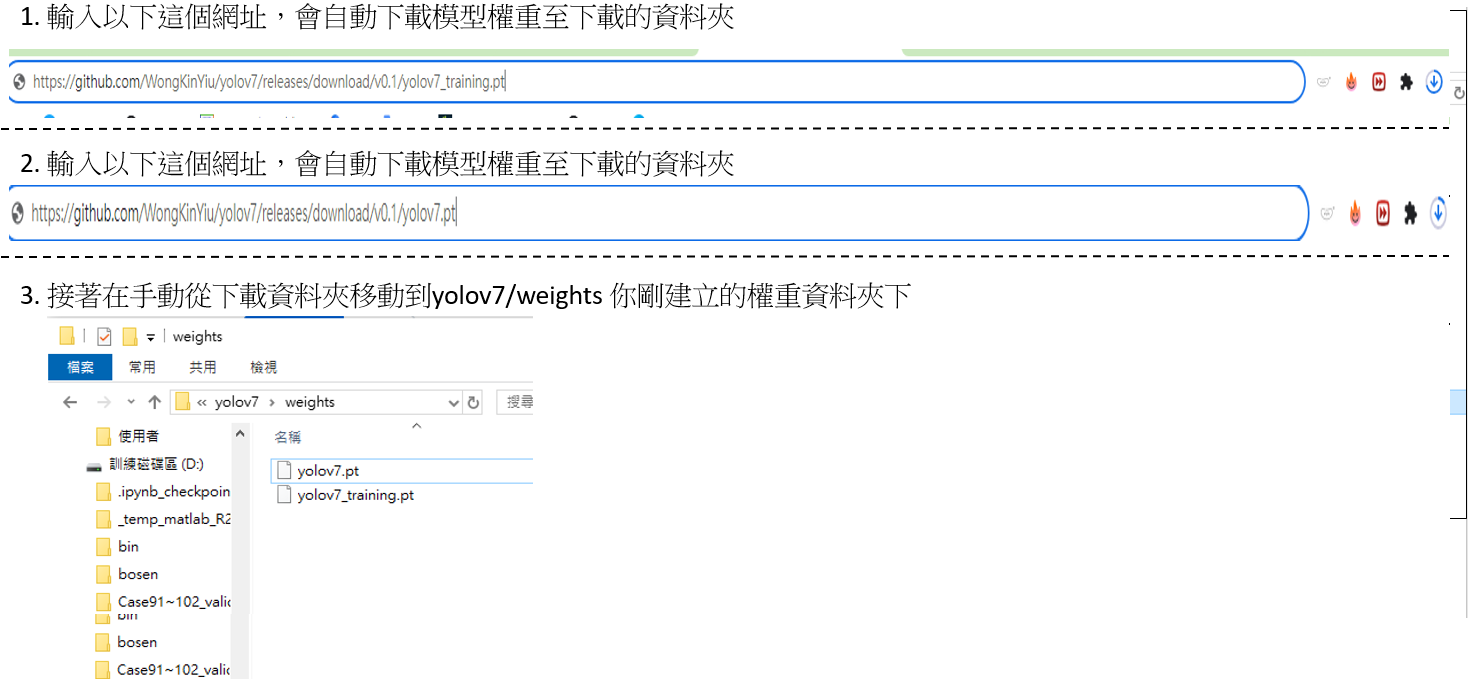 1. 輸入以下這個網址，會自動下載模型權重至下載的資料夾
https://github.com/WongKinYiu/yolov7/releases/download/v0.1/yolov7_training.pt
2. 輸入以下這個網址，會自動下載模型權重至下載的資料夾
https://github.com/WongKinYiu/yolov7/releases/download/v0.1/yolov7.pt
3. 接著在手動從下載資料夾移動到yolov7/weights 你剛建立的權重資料夾下
weights
檔案 常用 共用 檢視
« yolov7 › weights 搜尋
使用者
訓練磁碟區 (D:)
.ipynb_checkpoin
_temp_matlab_R2
bin
bosen
Case91~102_valid
bin
bosen
Case91~102_valid
名稱
yolov7.pt
yolov7_training.pt